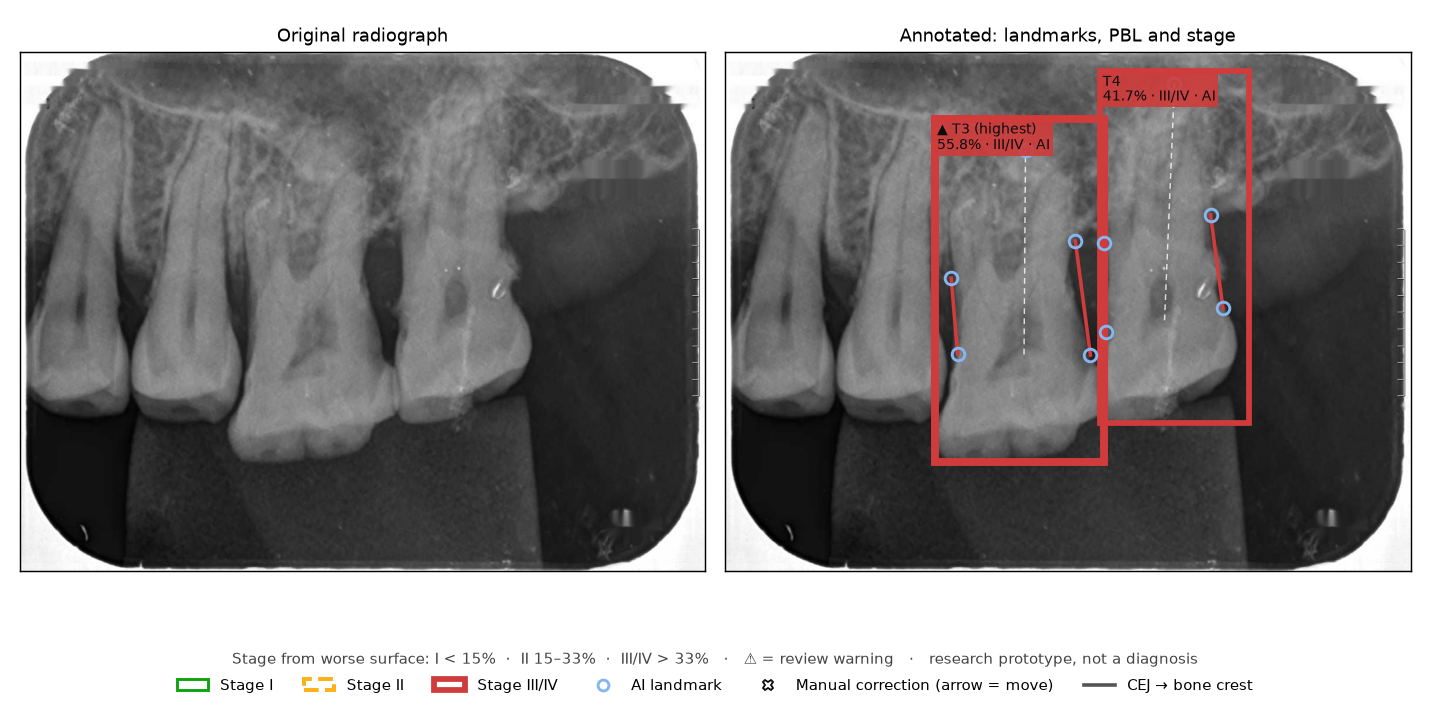 Original radiograph
Annotated: landmarks, PBL and stage
T4
41.7% · III/IV · AI
▲ T3 (highest)
55.8% · III/IV · AI
Stage from worse surface: I < 15%  ·  II 15–33%  ·  III/IV > 33%   ·   ⚠ = review warning   ·   research prototype, not a diagnosis
Stage I
Stage II
Stage III/IV
AI landmark
Manual correction (arrow = move)
CEJ → bone crest